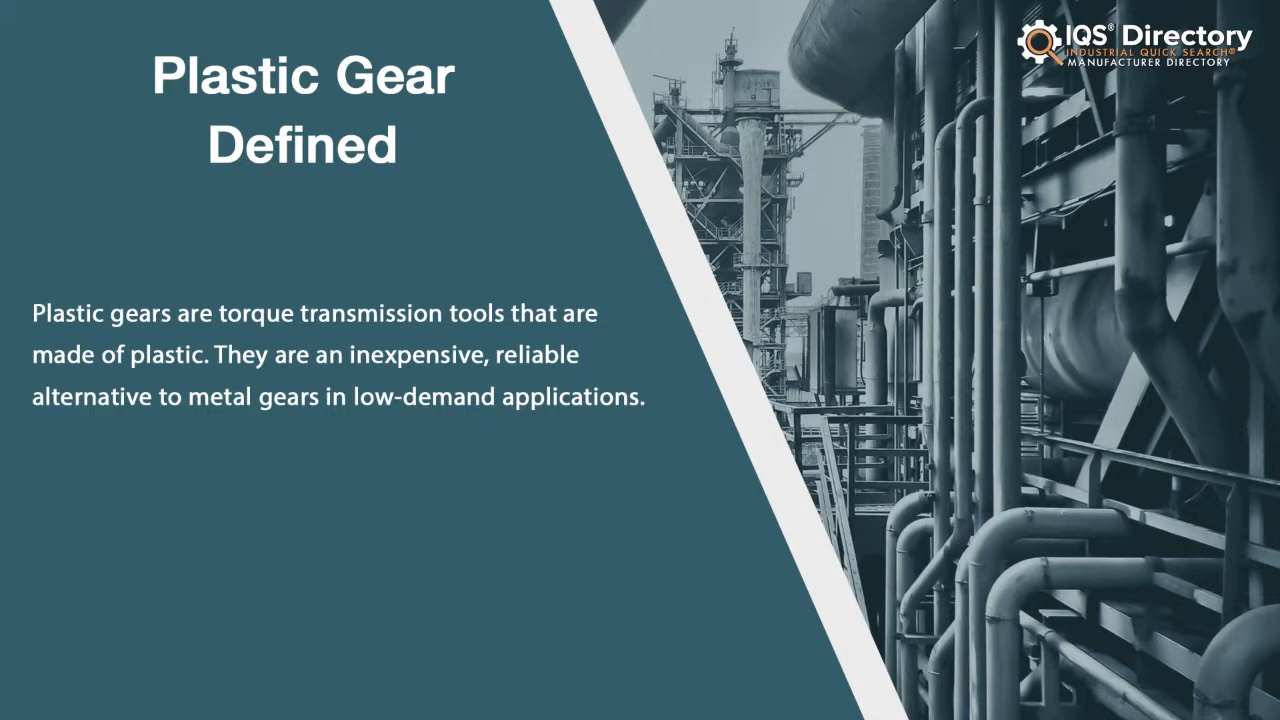 Plastic Gear
Defined
IQS® Directory
INDUSTRIAL QUICK SEARCH®
MANUFACTURER DIRECTORY
Plastic gears are torque transmission tools that are
made of plastic. They are an inexpensive, reliable
alternative to metal gears in low-demand applications.